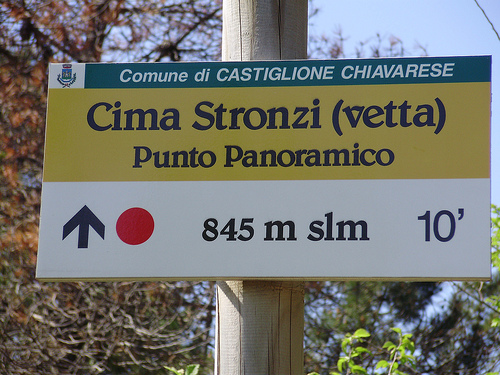 Comune di CASTIGLIONE CHIAVARESE
Cima Stronzi (vetta)
Punto Panoramico
845 m slm 10'